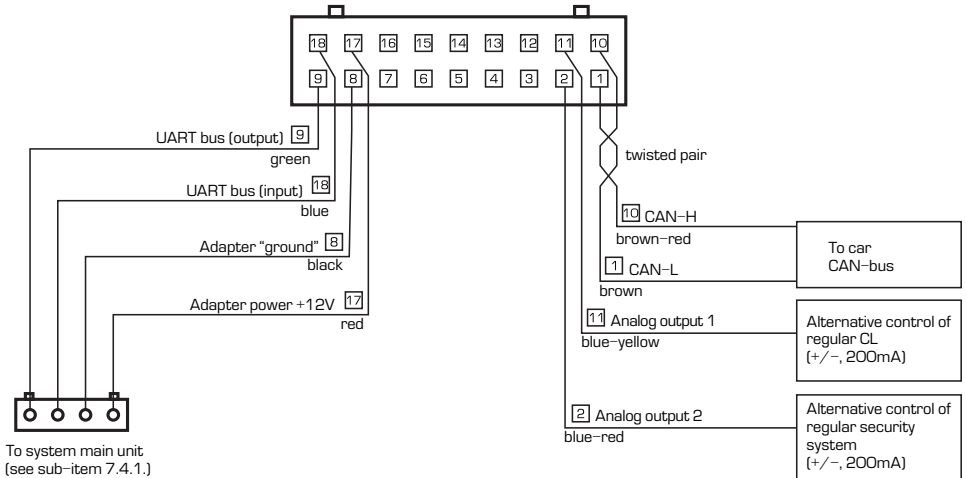 18 17 16 15 14 13 12 11 10
9 8 7 6 5 4 3 2 1
UART bus (output) 9
green
UART bus (input) 18
blue
Adapter “ground” 8
black
Adapter power +12V 17
red
To system main unit
(see sub-item 7.4.1.)
twisted pair
10 CAN-H
brown-red
1 CAN-L
brown
To car
CAN-bus
11 Analog output 1
blue-yellow
Alternative control of
regular CL
(+/-, 200mA)
2 Analog output 2
blue-red
Alternative control of
regular security
system
(+/-, 200mA)